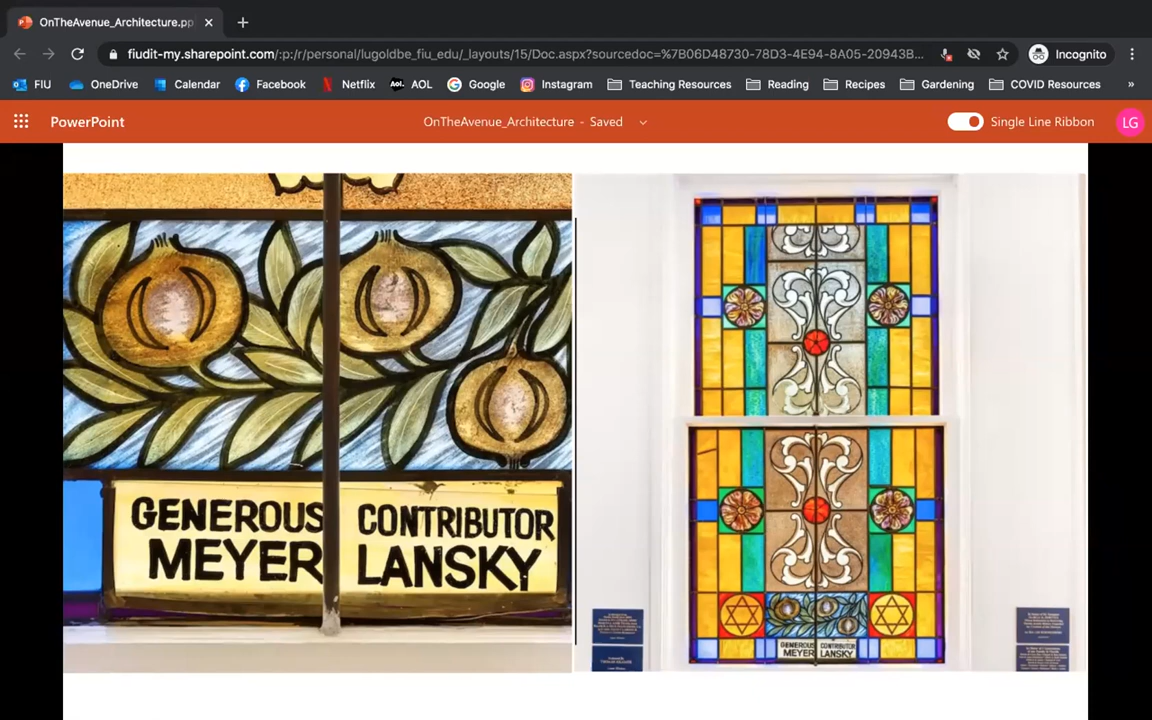 OnTheAvenue_Architecture.pp
fiudit-my.sharepoint.com/:p:/r/personal/lugoldbe_fiu_edu/_layouts/15/Doc.aspx?sourcedoc=%7B06D48730-78D3-4E94-8A05-20943B...
Incognito
FIU OneDrive Calendar Facebook Netflix Aol. AOL Google Instagram Teaching Resources Reading Recipes Gardening COVID Resources »
PowerPoint
OnTheAvenue_Architecture - Saved
Single Line Ribbon
LG
GENEROUS CONTRIBUTOR
MEYER LANSKY
GENEROUS CONTRIBUTOR
MEYER LANSKY